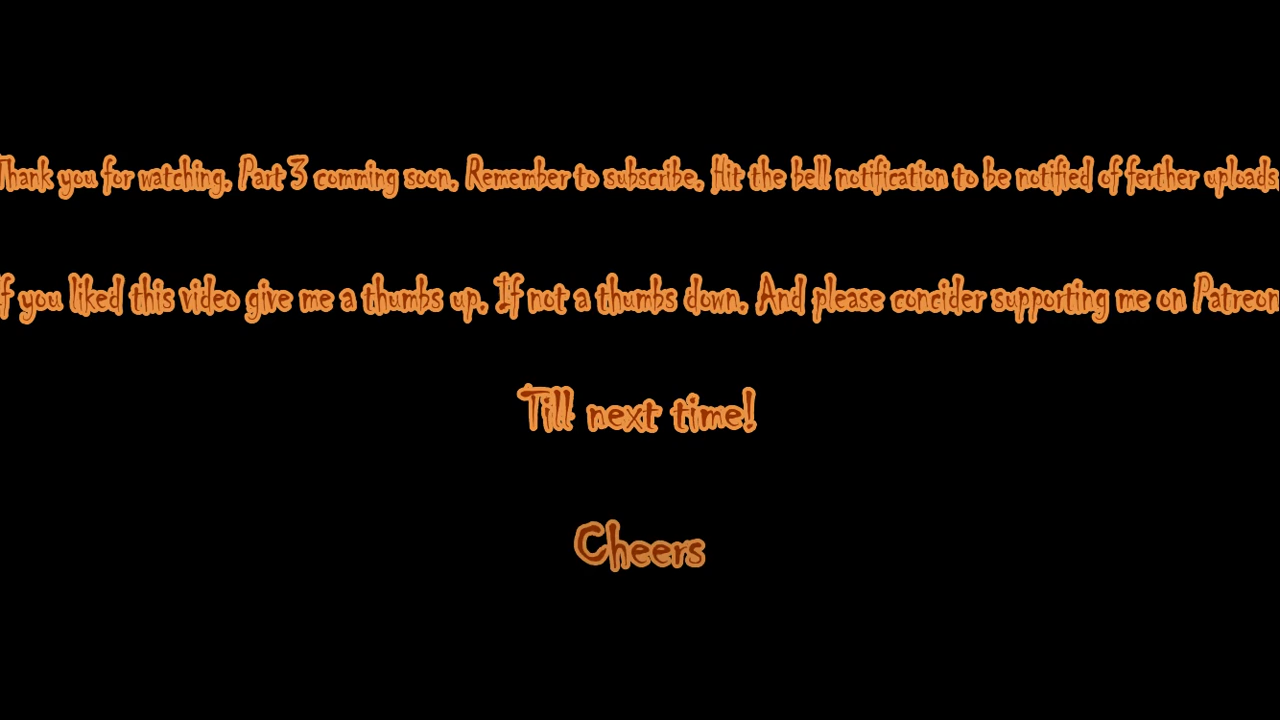 Thank you for watching. Part 3 comming soon. Remember to subscribe. Hit the bell notification to be notified of ferther uploads
If you liked this video give me a thumbs up. If not a thumbs down. And please concider supporting me on Patreon
Till next time!
Cheers